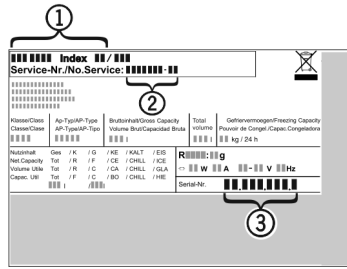 1
Index /
Service-Nr./No.Service: -
2
Klasse/Class
Classe/Clase
Ap-Typ/AP-Type
AP-Type/AP-Tipo
Bruttoinhalt/Gross Capacity
Volume Brut/Capacidad Bruta
l
Total
volume
l
Gefriervermoegen/Freezing Capacity
Pouvoir de Congel./Capac.Congeladora
kg / 24 h
Nutzinhalt Ges / K / G / KE / KALT / EIS
Net.Capacity Tot / R / F / CE / CHILL / ICE
Volume Utile Tot / R / C / CA / CHILL / GLA
Capac. Util Tot / F / C / BO / CHILL / HIE
l / l
R : g
W A - V Hz
Serial-Nr. . . .
3